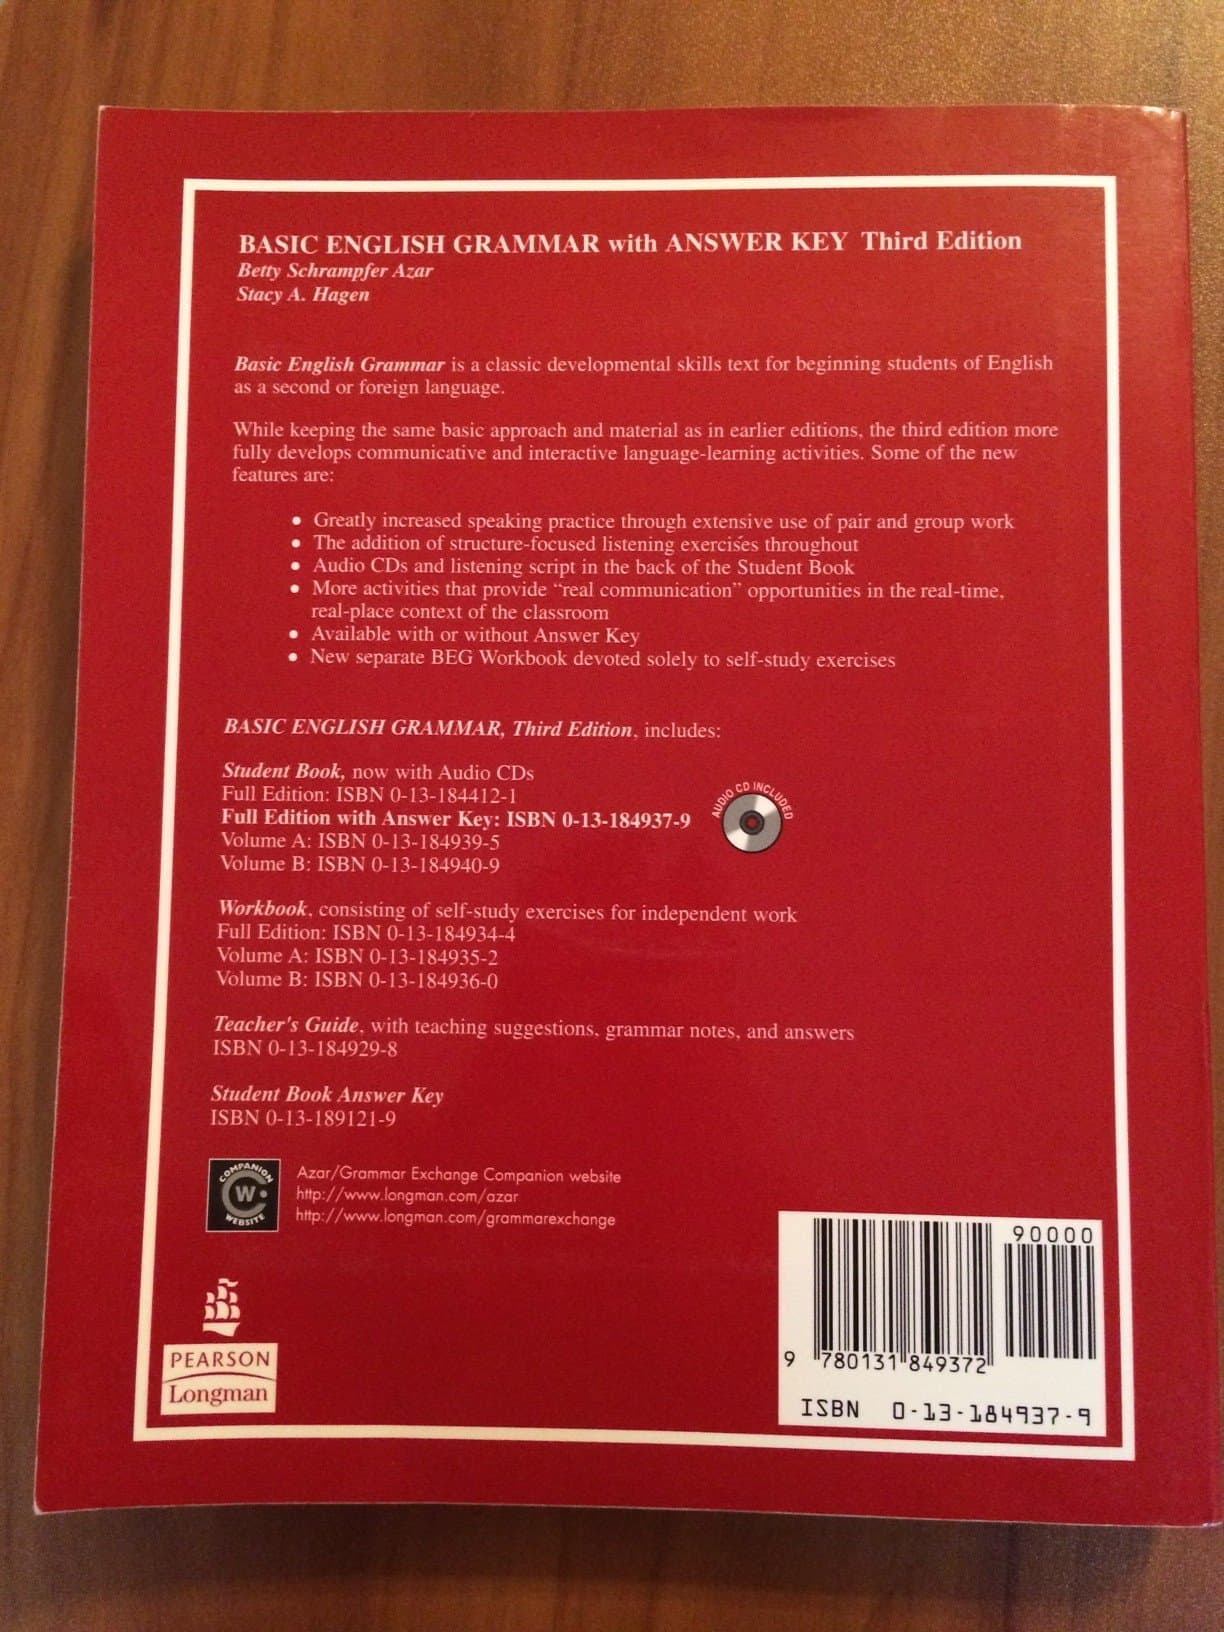 BASIC ENGLISH GRAMMAR with ANSWER KEY Third Edition
Betty Schrampfer Azar
Stacy A. Hagen
Basic English Grammar is a classic developmental skills text for beginning students of English
as a second or foreign language.
While keeping the same basic approach and material as in earlier editions, the third edition more
fully develops communicative and interactive language-learning activities. Some of the new
features are:
• Greatly increased speaking practice through extensive use of pair and group work
• The addition of structure-focused listening exercises throughout
• Audio CDs and listening script in the back of the Student Book
• More activities that provide “real communication” opportunities in the real-time,
real-place context of the classroom
• Available with or without Answer Key
• New separate BEG Workbook devoted solely to self-study exercises
BASIC ENGLISH GRAMMAR, Third Edition, includes:
Student Book, now with Audio CDs
Full Edition: ISBN 0-13-184412-1
Full Edition with Answer Key: ISBN 0-13-184937-9
AUDIO CD INCLUDED
Volume A: ISBN 0-13-184939-5
Volume B: ISBN 0-13-184940-9
Workbook, consisting of self-study exercises for independent work
Full Edition: ISBN 0-13-184934-4
Volume A: ISBN 0-13-184935-2
Volume B: ISBN 0-13-184936-0
Teacher's Guide, with teaching suggestions, grammar notes, and answers
ISBN 0-13-184929-8
Student Book Answer Key
ISBN 0-13-189121-9
COMPANION
W
WEBSITE
Azar/Grammar Exchange Companion website
http://www.longman.com/azar
http://www.longman.com/grammarexchange
PEARSON
Longman
90000
9 780131 849372
ISBN 0-13-184937-9